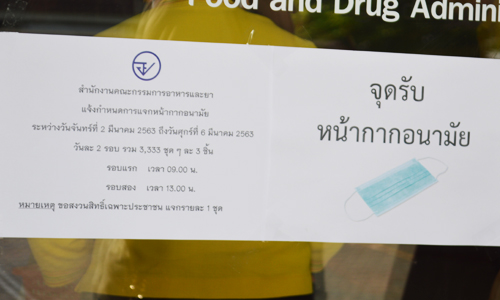 Food and Drug Admini
สำนักงานคณะกรรมการอาหารและยา
แจ้งกำหนดการแจกหน้ากากอนามัย
ระหว่างวันจันทร์ที่ 2 มีนาคม 2563 ถึงวันศุกร์ที่ 6 มีนาคม 2563
วันละ 2 รอบ รวม 3,333 ชุด ๆ ละ 3 ชิ้น
รอบแรก เวลา 09.00 น.
รอบสอง เวลา 13.00 น.
หมายเหตุ ขอสงวนสิทธิ์เฉพาะประชาชน แจกรายละ 1 ชุด
จุดรับ
หน้ากากอนามัย